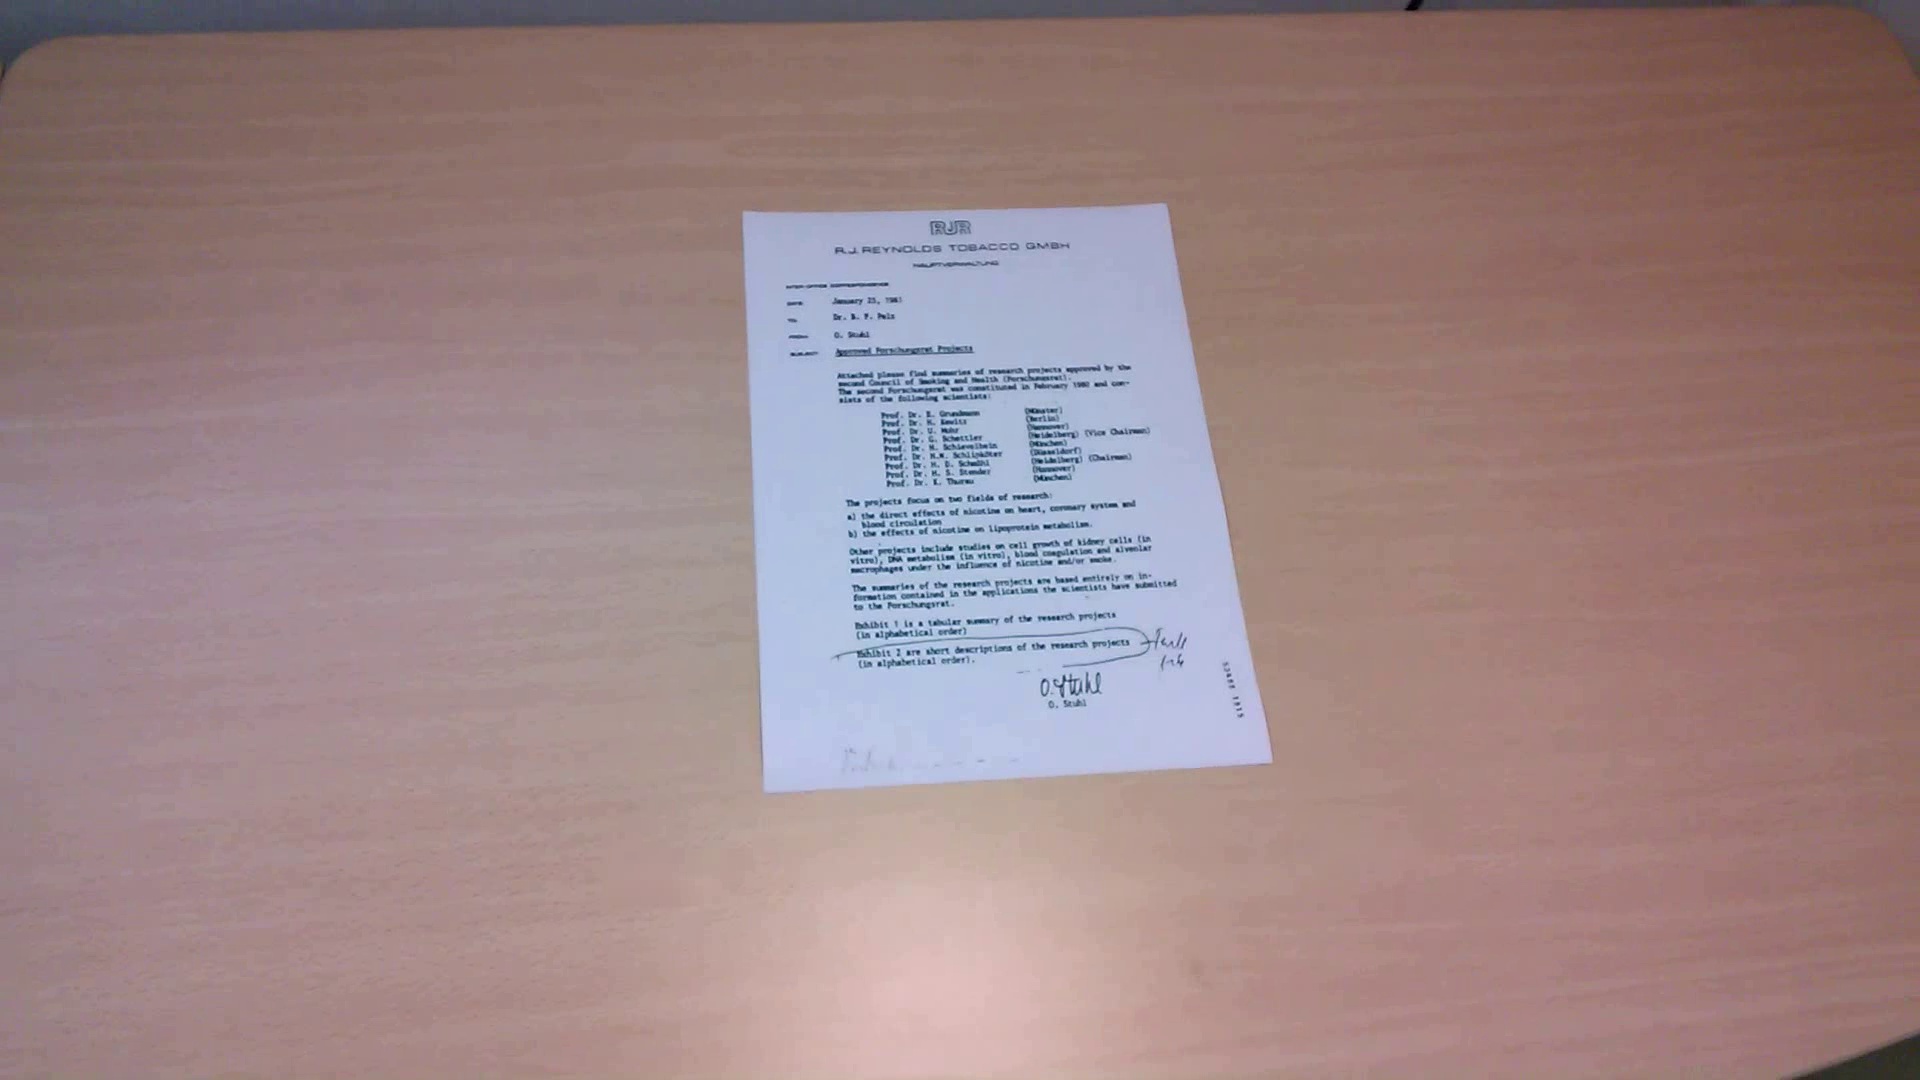 RJR
R.J. REYNOLDS TOBACCO GMBH
HAUPTVERWALTUNG
INTER-OFFICE CORRESPONDENCE
DATE January 25, 1981
TO Dr. B. F. Pelz
FROM O. Stuhl
SUBJECT Approved Forschungsrat Projects
Attached please find summaries of research projects approved by the
second Council of Smoking and Health (Forschungsrat).
The second Forschungsrat was constituted in February 1980 and con-
sists of the following scientists:
Prof. Dr. E. Grundmann (Münster)
Prof. Dr. H. Kewitz (Berlin)
Prof. Dr. U. Mohr (Hannover)
Prof. Dr. G. Schettler (Heidelberg) (Vice Chairman)
Prof. Dr. H. Schievelbein (München)
Prof. Dr. H.W. Schlipköter (Düsseldorf)
Prof. Dr. H. D. Schmähl (Heidelberg) (Chairman)
Prof. Dr. H. S. Stender (Hannover)
Prof. Dr. K. Thurau (München)
The projects focus on two fields of research:
a) the direct effects of nicotine on heart, coronary system and
blood circulation
b) the effects of nicotine on lipoprotein metabolism.
Other projects include studies on cell growth of kidney cells (in
vitro), DNA metabolism (in vitro), blood coagulation and alveolar
macrophages under the influence of nicotine and/or smoke.
The summaries of the research projects are based entirely on in-
formation contained in the applications the scientists have submitted
to the Forschungsrat.
Exhibit 1 is a tabular summary of the research projects
(in alphabetical order)
Exhibit 2 are short descriptions of the research projects
(in alphabetical order).
O. Stuhl
O. Stuhl